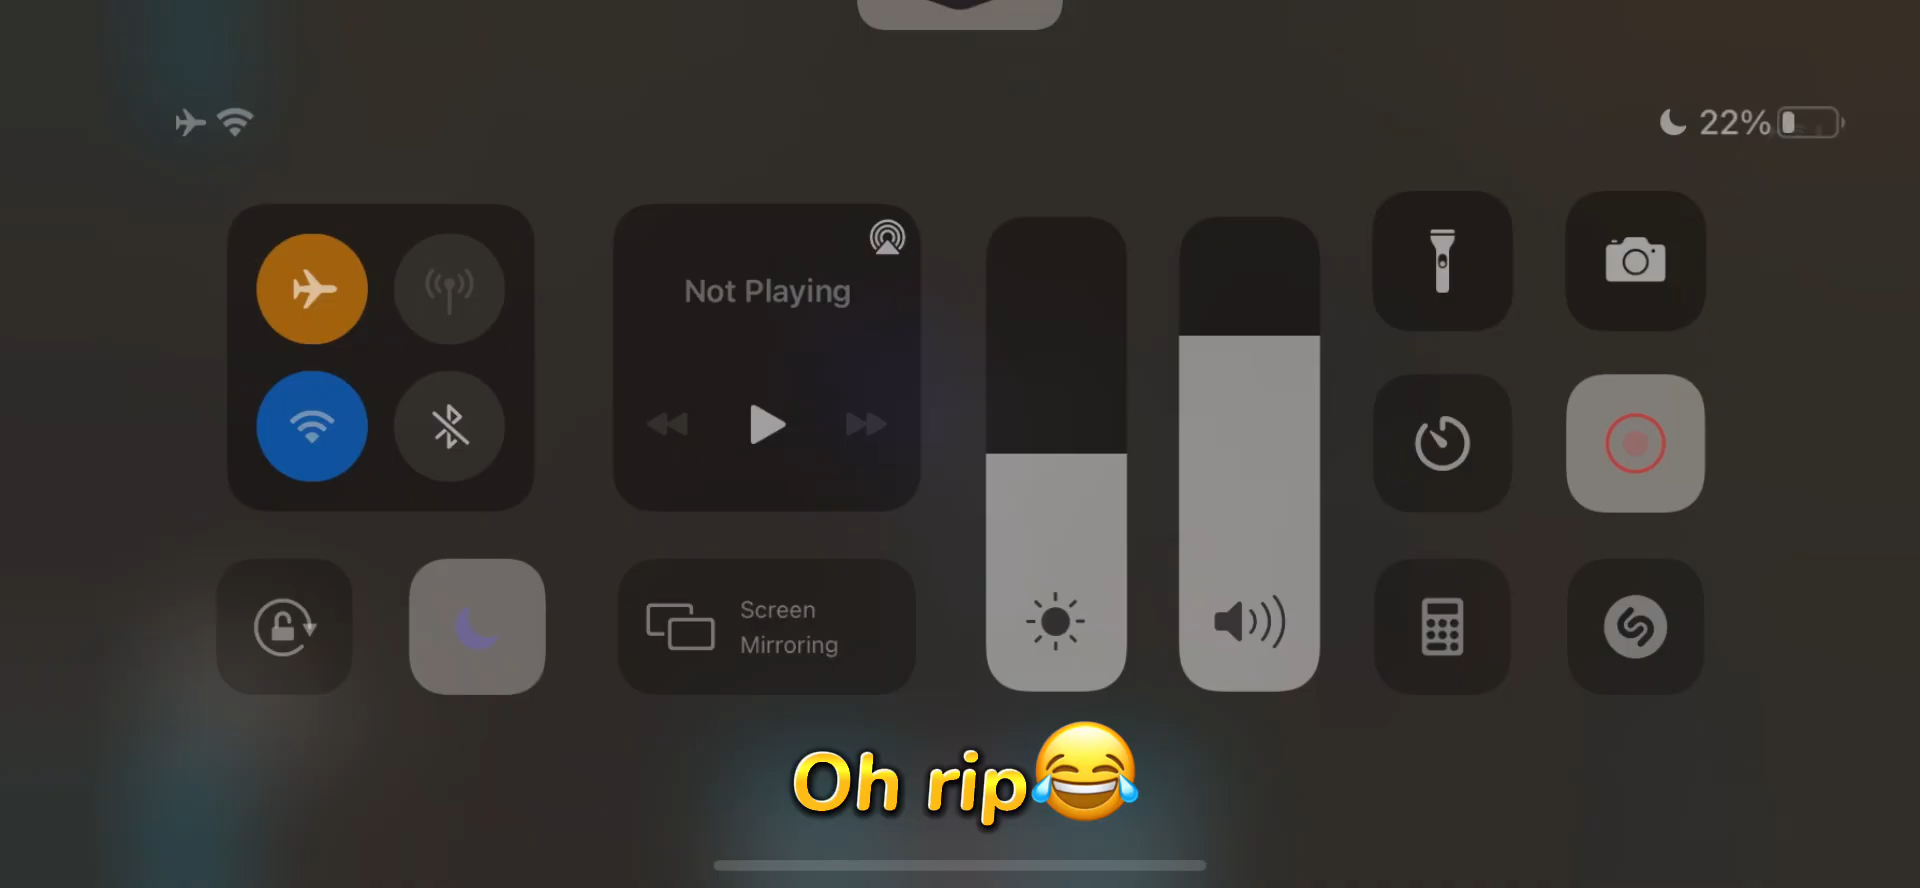 22%
Not Playing
Screen
Mirroring
Oh rip😂